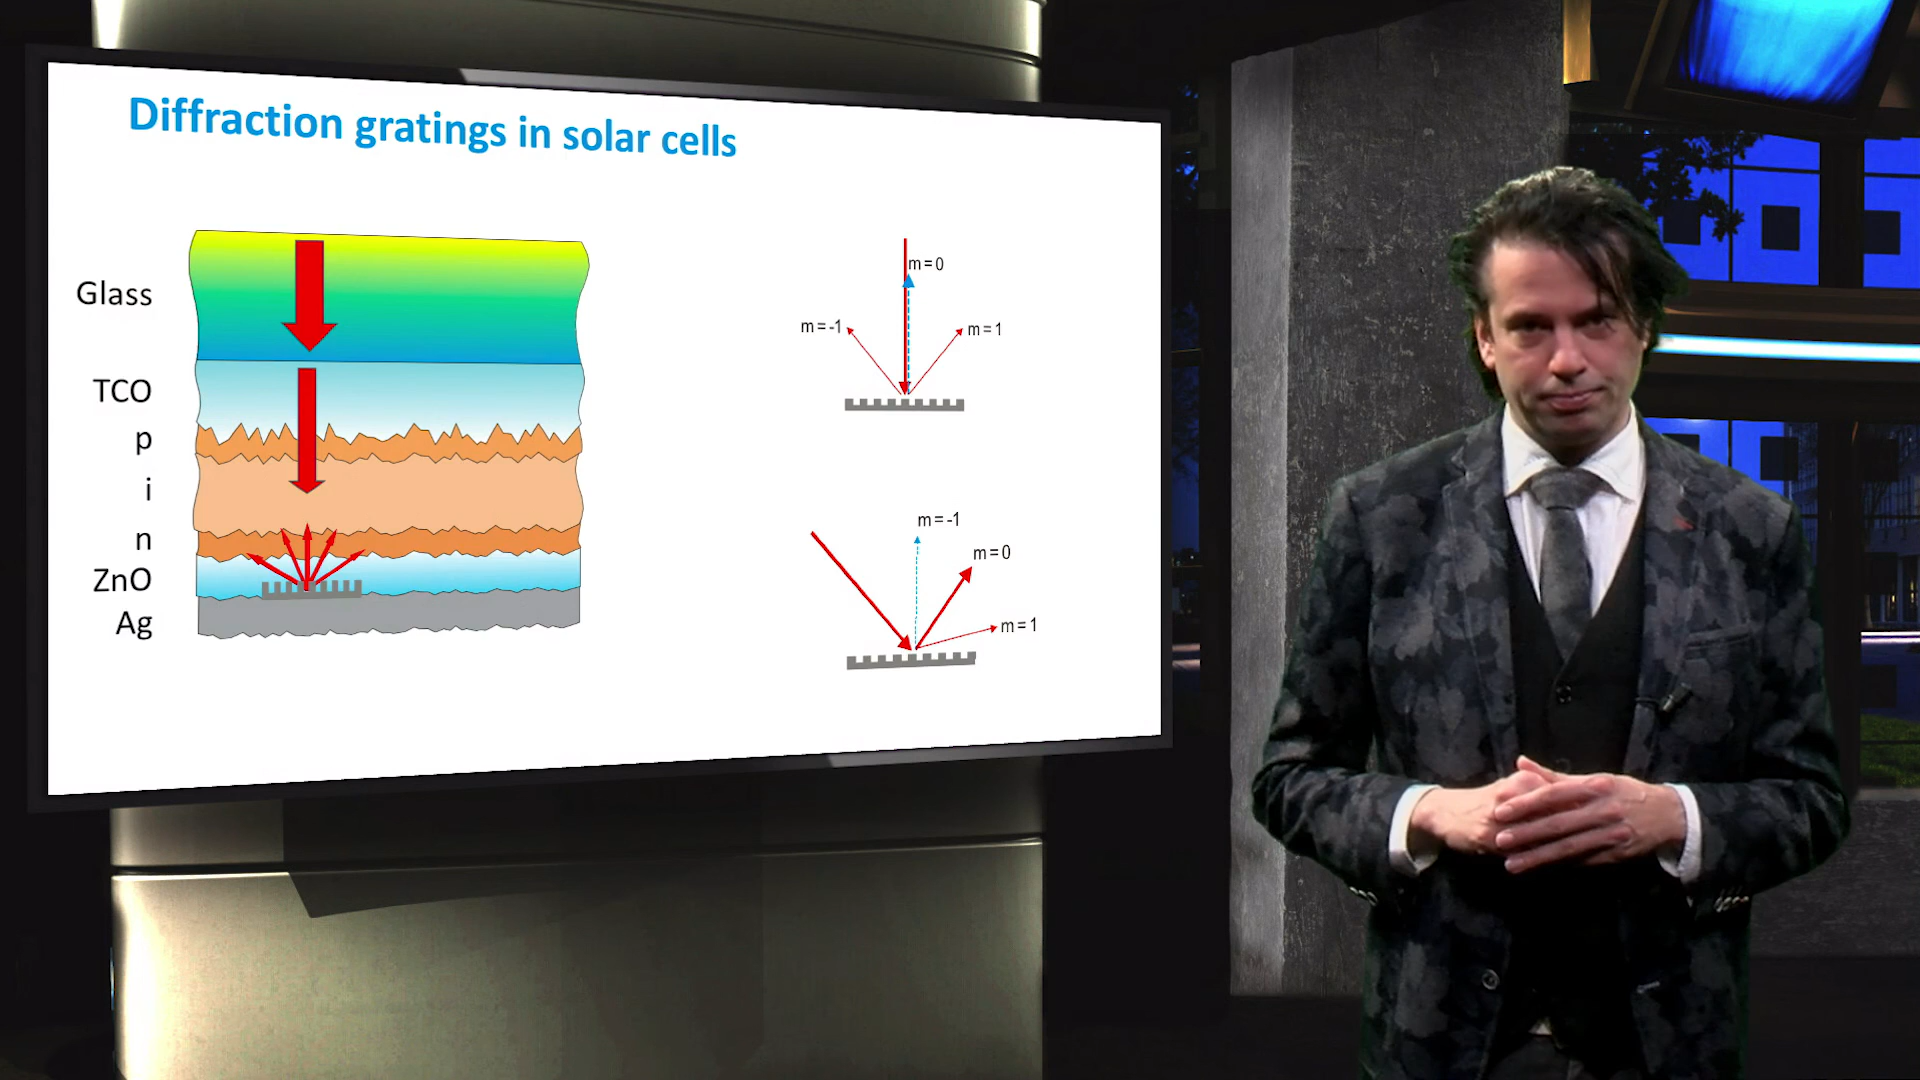 Diffraction gratings in solar cells
Glass
TCO
p
i
n
ZnO
Ag
m = 0
m = -1
m = 1
m = -1
m = 0
m = 1